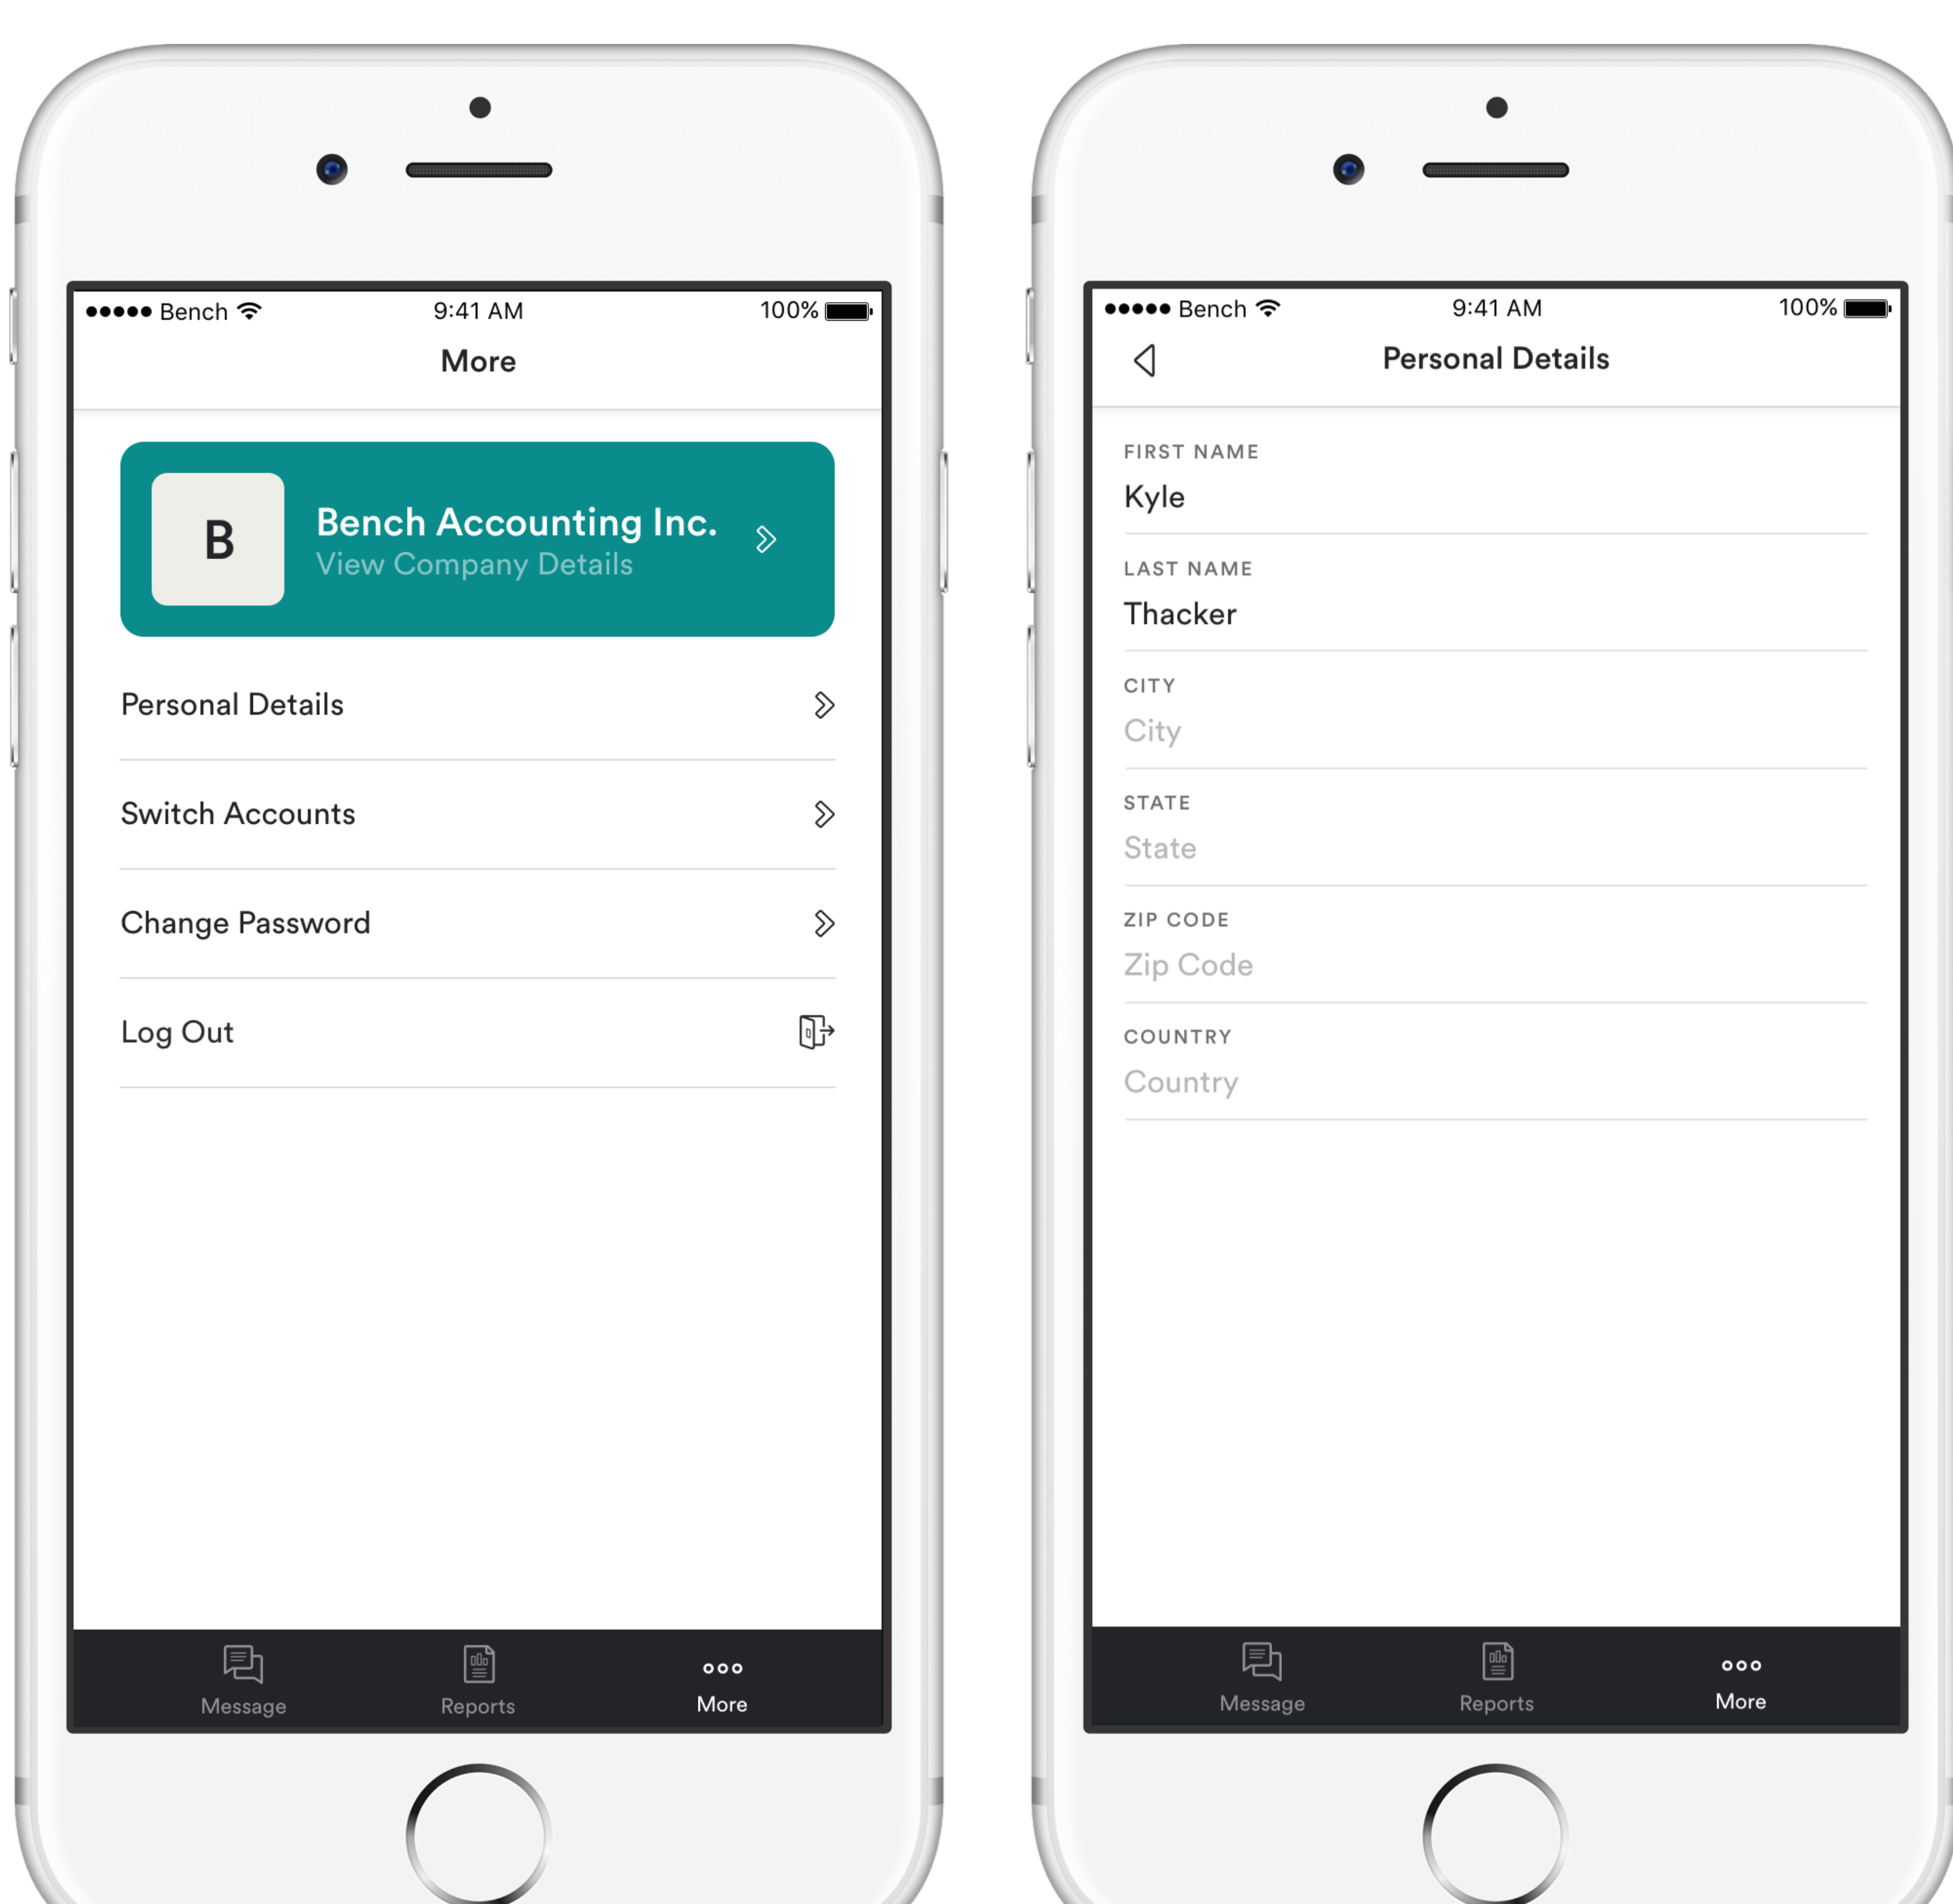 Bench 9:41 AM 100%
More
B
Bench Accounting Inc.
View Company Details
Personal Details
Switch Accounts
Change Password
Log Out
Message Reports More
Bench 9:41 AM 100%
Personal Details
FIRST NAME
Kyle
LAST NAME
Thacker
CITY
City
STATE
State
ZIP CODE
Zip Code
COUNTRY
Country
Message Reports More